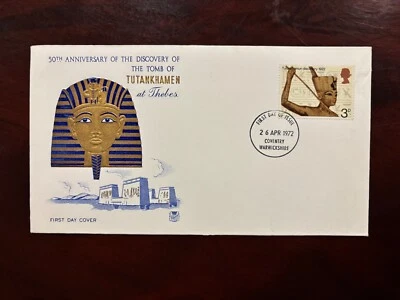 50TH ANNIVERSARY OF THE DISCOVERY OF
THE TOMB OF
TUTANKHAMEN
at Thebes
FIRST DAY COVER
3P
FIRST DAY OF ISSUE
26 APR 1972
COVENTRY
WARWICKSHIRE